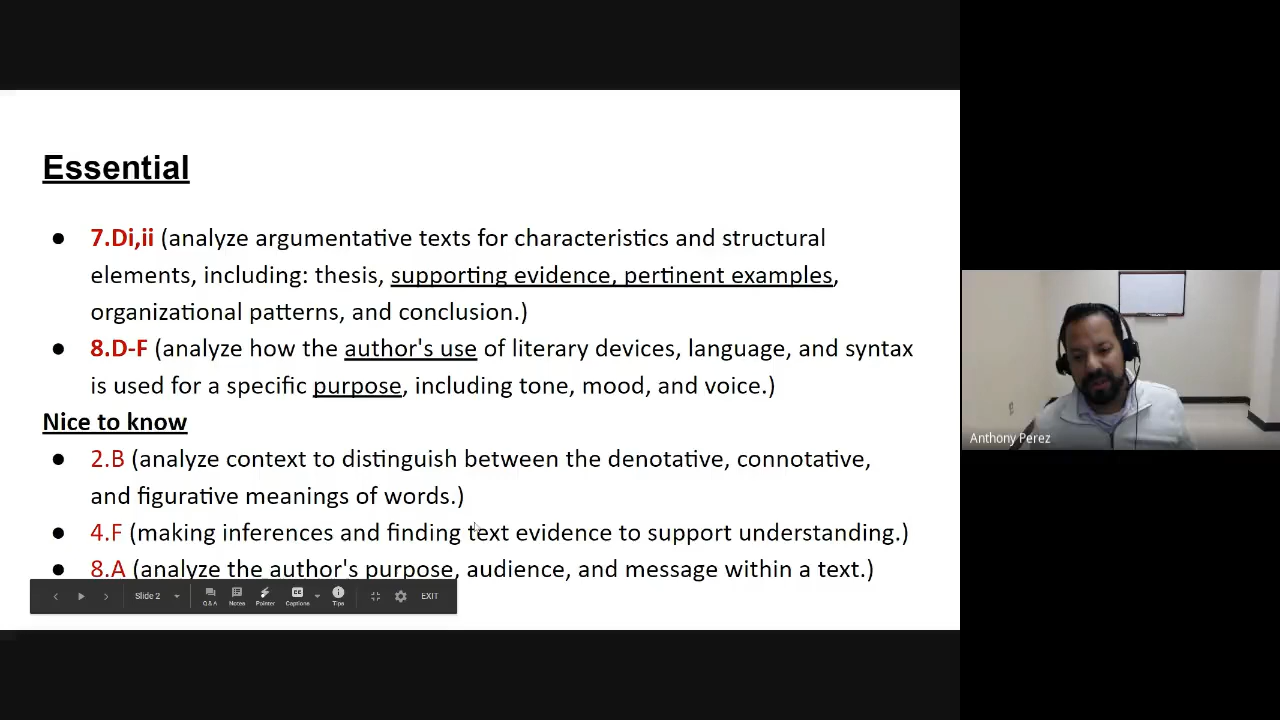 Essential
● 7.Di,ii (analyze argumentative texts for characteristics and structural
elements, including: thesis, supporting evidence, pertinent examples,
organizational patterns, and conclusion.)
● 8.D-F (analyze how the author's use of literary devices, language, and syntax
is used for a specific purpose, including tone, mood, and voice.)
Nice to know
● 2.B (analyze context to distinguish between the denotative, connotative,
and figurative meanings of words.)
● 4.F (making inferences and finding text evidence to support understanding.)
● 8.A (analyze the author's purpose, audience, and message within a text.)
Slide 2 Q & A Notes Pointer Captions Tips EXIT
Anthony Perez